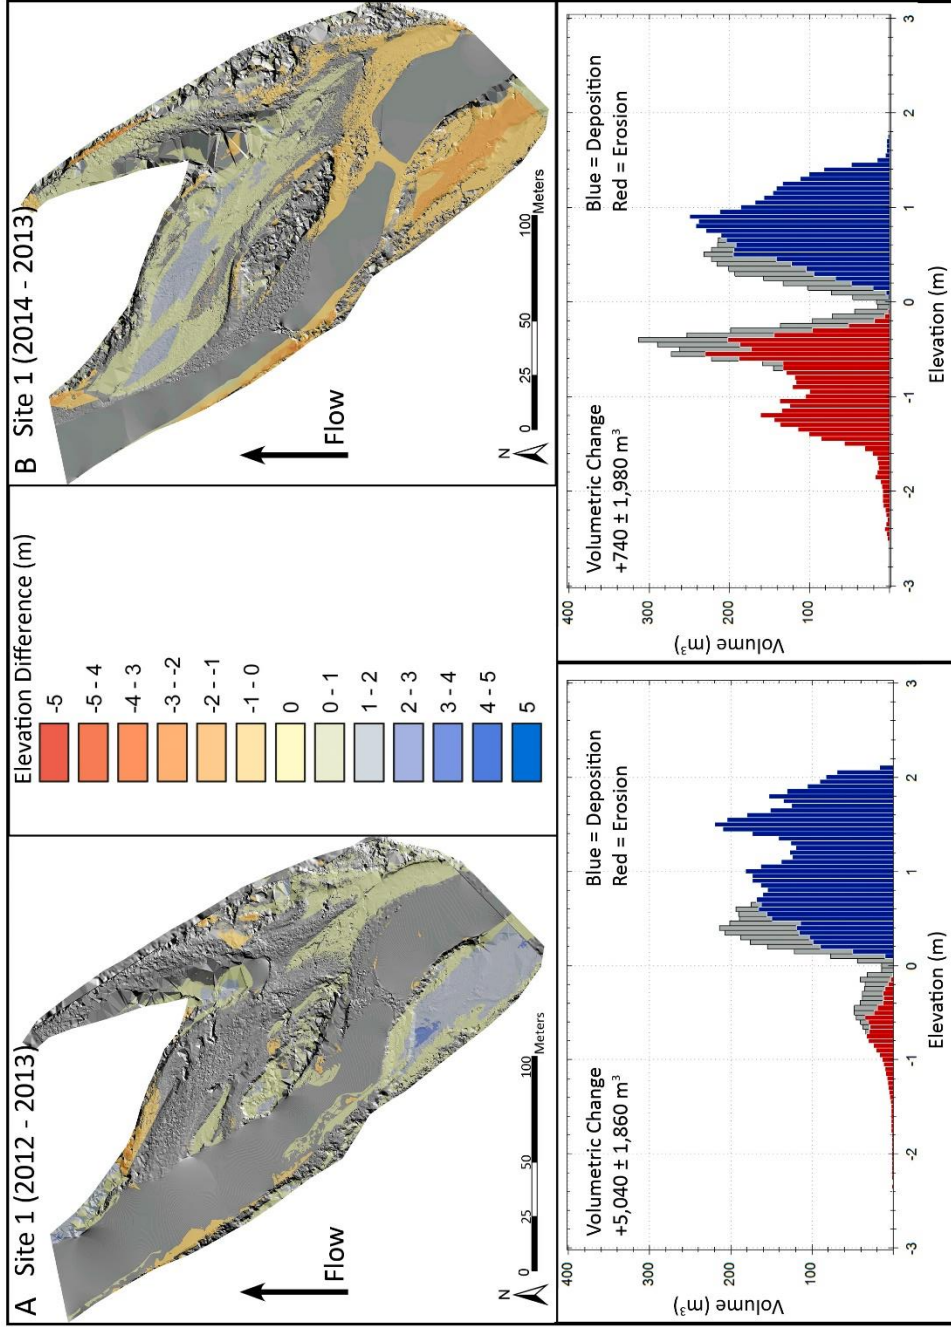 A Site 1 (2012 - 2013)
Flow
N
0 25 50 100
Meters
Elevation Difference (m)
-5
-5 - 4
-4 - 3
-3 - -2
-2 - -1
-1 - 0
0
0 - 1
1 - 2
2 - 3
3 - 4
4 - 5
5
B Site 1 (2014 - 2013)
Flow
N
0 25 50 100
Meters
400
300
200
100
Volume (m³)
Volumetric Change
+5,040 ± 1,860 m³
Blue = Deposition
Red = Erosion
-3 -2 -1 0 1 2 3
Elevation (m)
400
300
200
100
Volume (m³)
Volumetric Change
+740 ± 1,980 m³
Blue = Deposition
Red = Erosion
-3 -2 -1 0 1 2 3
Elevation (m)